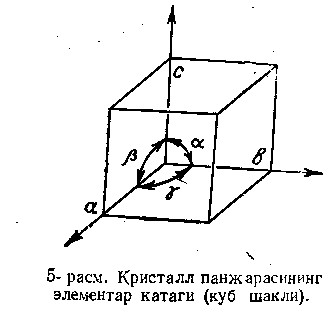 c
β
α
a
γ
в
5- расм. Кристалл панжарасининг
элементар катаги (куб шакли).